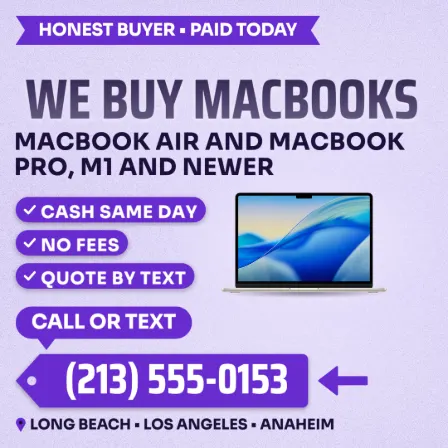 HONEST BUYER • PAID TODAY
WE BUY MACBOOKS
MACBOOK AIR AND MACBOOK
PRO, M1 AND NEWER
CASH SAME DAY
NO FEES
QUOTE BY TEXT
CALL OR TEXT
(213) 555-0153
LONG BEACH • LOS ANGELES • ANAHEIM